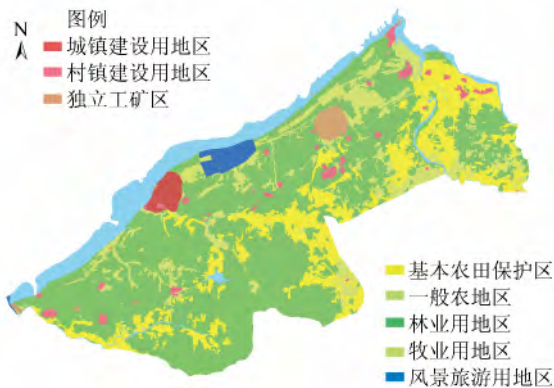 N
图例
城镇建设用地区
村镇建设用地区
独立工矿区
基本农田保护区
一般农地区
林业用地区
牧业用地区
风景旅游用地区